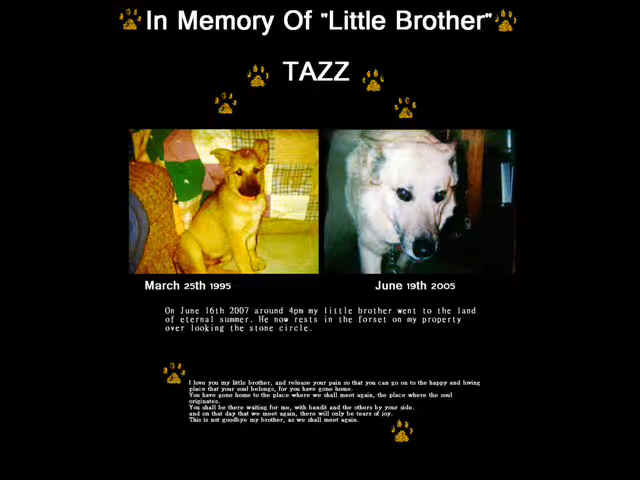 In Memory Of "Little Brother"
TAZZ
March 25th 1995
June 19th 2005
On June 16th 2007 around 4pm my little brother went to the land
of eternal summer. He now rests in the forset on my property
over looking the stone circle.
I love you my little brother, and release your pain so that you can go on to the happy and loving
place that your soul belongs, for you have gone home.
You have gone home to the place where we shall meet again, the place where the soul
originates.
You shall be there waiting for me, with bandit and the others by your side.
and on that day that we meet again, there will only be tears of joy.
This is not goodbye my brother, as we shall meet again.